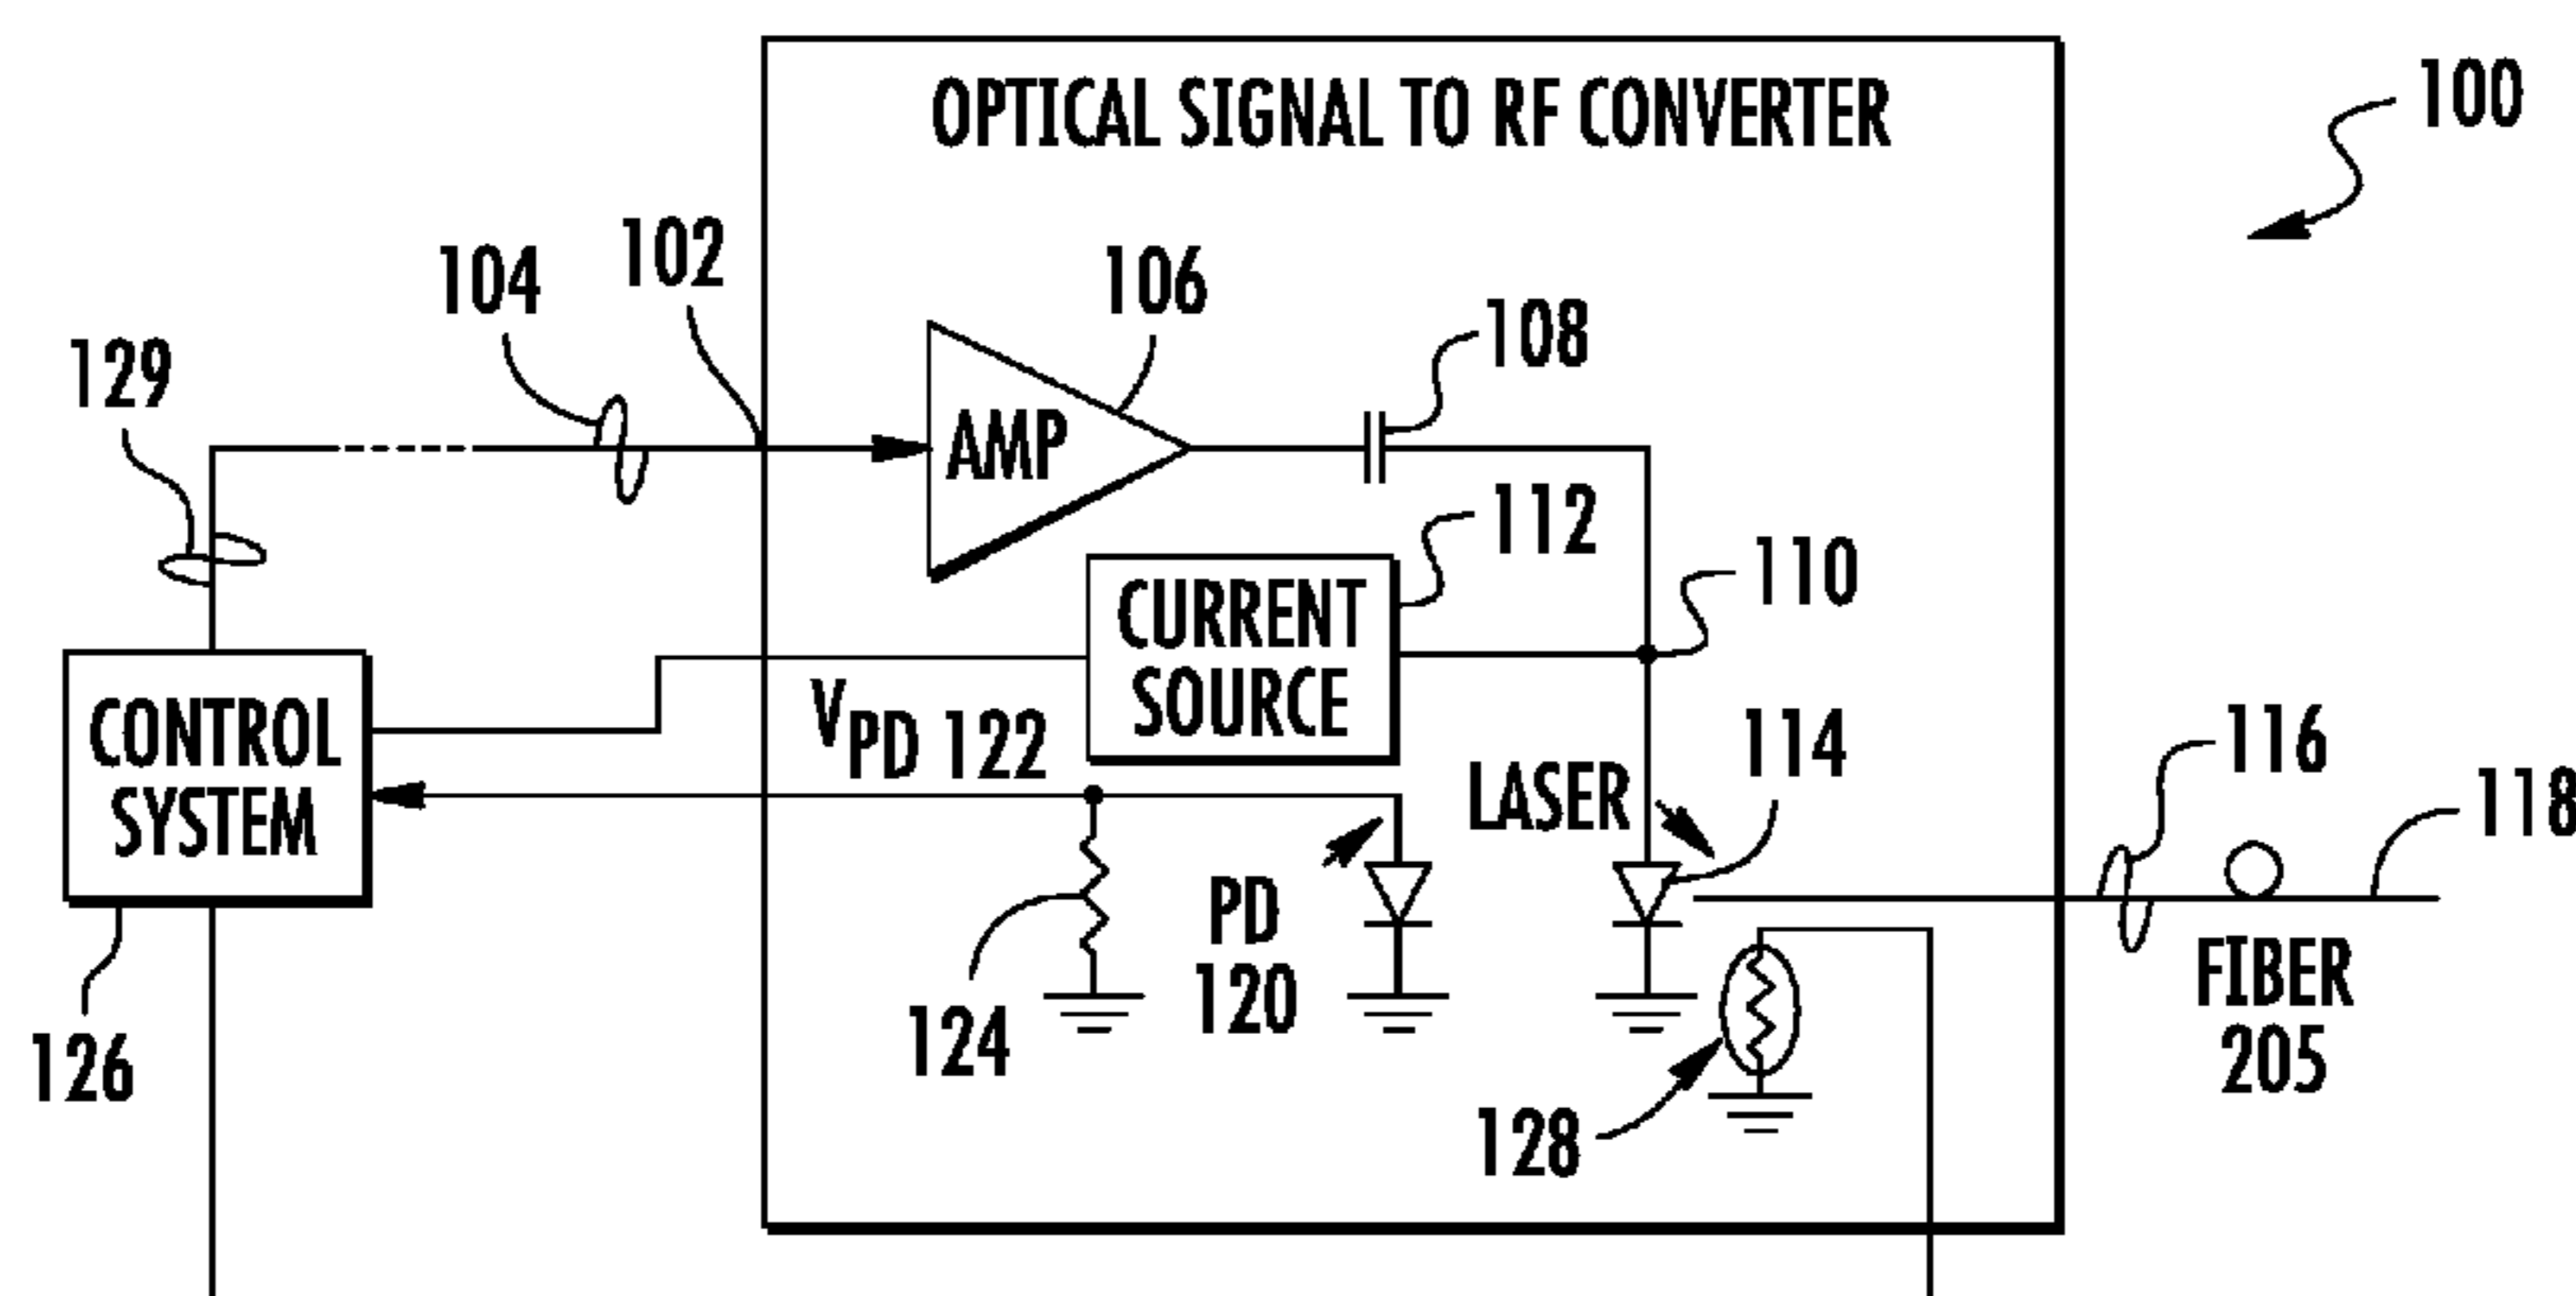 OPTICAL SIGNAL TO RF CONVERTER
100
102
104
106
108
129
AMP
112
110
CURRENT
SOURCE
CONTROL
SYSTEM
VPD 122
LASER
114
116
118
PD
120
124
126
128
FIBER
205